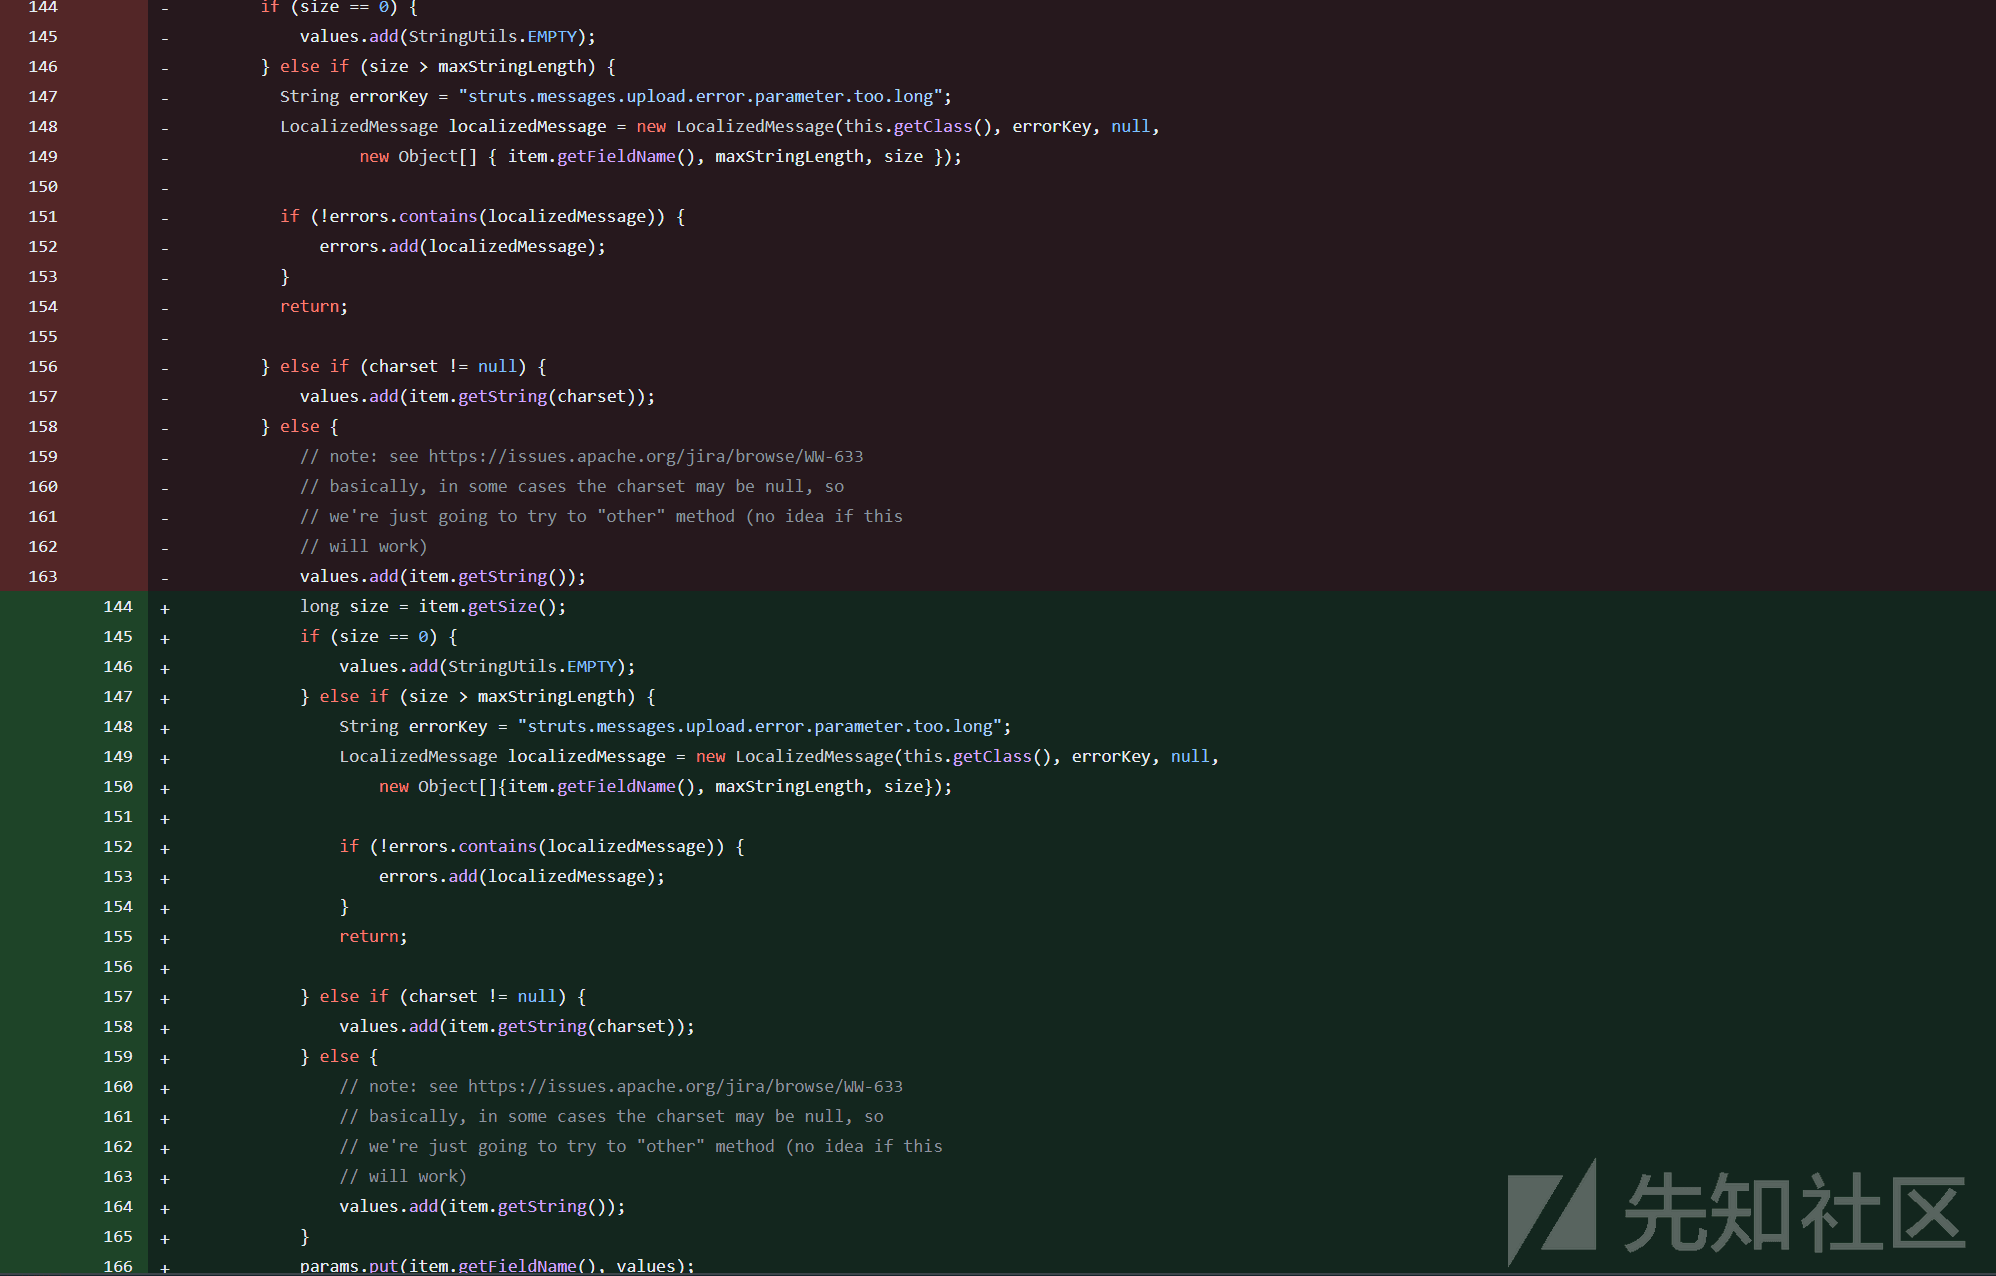 144 - if (size == 0) {
145 - values.add(StringUtils.EMPTY);
146 - } else if (size > maxStringLength) {
147 - String errorKey = "struts.messages.upload.error.parameter.too.long";
148 - LocalizedMessage localizedMessage = new LocalizedMessage(this.getClass(), errorKey, null,
149 - new Object[] { item.getFieldName(), maxStringLength, size });
150 -
151 - if (!errors.contains(localizedMessage)) {
152 - errors.add(localizedMessage);
153 - }
154 - return;
155 -
156 - } else if (charset != null) {
157 - values.add(item.getString(charset));
158 - } else {
159 - // note: see https://issues.apache.org/jira/browse/WW-633
160 - // basically, in some cases the charset may be null, so
161 - // we're just going to try to "other" method (no idea if this
162 - // will work)
163 - values.add(item.getString());
144 + long size = item.getSize();
145 + if (size == 0) {
146 + values.add(StringUtils.EMPTY);
147 + } else if (size > maxStringLength) {
148 + String errorKey = "struts.messages.upload.error.parameter.too.long";
149 + LocalizedMessage localizedMessage = new LocalizedMessage(this.getClass(), errorKey, null,
150 + new Object[]{item.getFieldName(), maxStringLength, size});
151 +
152 + if (!errors.contains(localizedMessage)) {
153 + errors.add(localizedMessage);
154 + }
155 + return;
156 +
157 + } else if (charset != null) {
158 + values.add(item.getString(charset));
159 + } else {
160 + // note: see https://issues.apache.org/jira/browse/WW-633
161 + // basically, in some cases the charset may be null, so
162 + // we're just going to try to "other" method (no idea if this
163 + // will work)
164 + values.add(item.getString());
165 + }
166 + params.put(item.getFieldName(), values);
先知社区